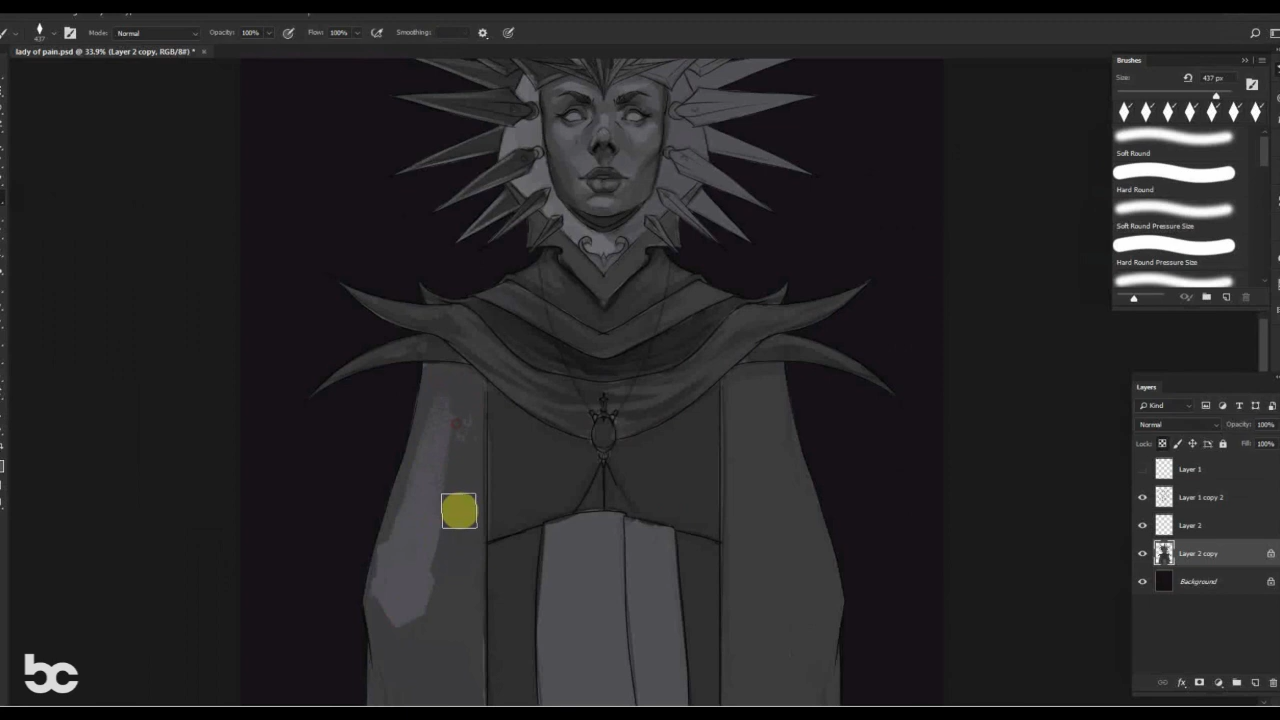 Mode: Normal Opacity: 100% Flow: 100% Smoothing:
437
lady of pain.psd @ 33.9% (Layer 2 copy, RGB/8#) * ×
Brushes
Size: 437 px
Soft Round
Hard Round
Soft Round Pressure Size
Hard Round Pressure Size
Layers
Kind
Normal Opacity: 100%
Lock: Fill: 100%
Layer 1
Layer 1 copy 2
Layer 2
Layer 2 copy
Background
fx
bc